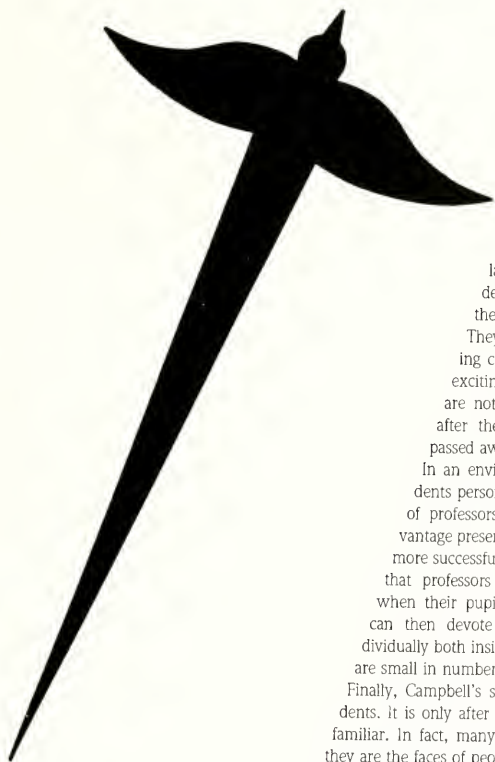 la
de
the
They
ing c
excitin
are not
after the
passed aw
In an envi
dents perso
of professors
vantage presen
more successfu
that professors
when their pupi
can then devote
dividually both insi
are small in number
Finally, Campbell's s
dents. It is only after
familiar. In fact, many
they are the faces of peo